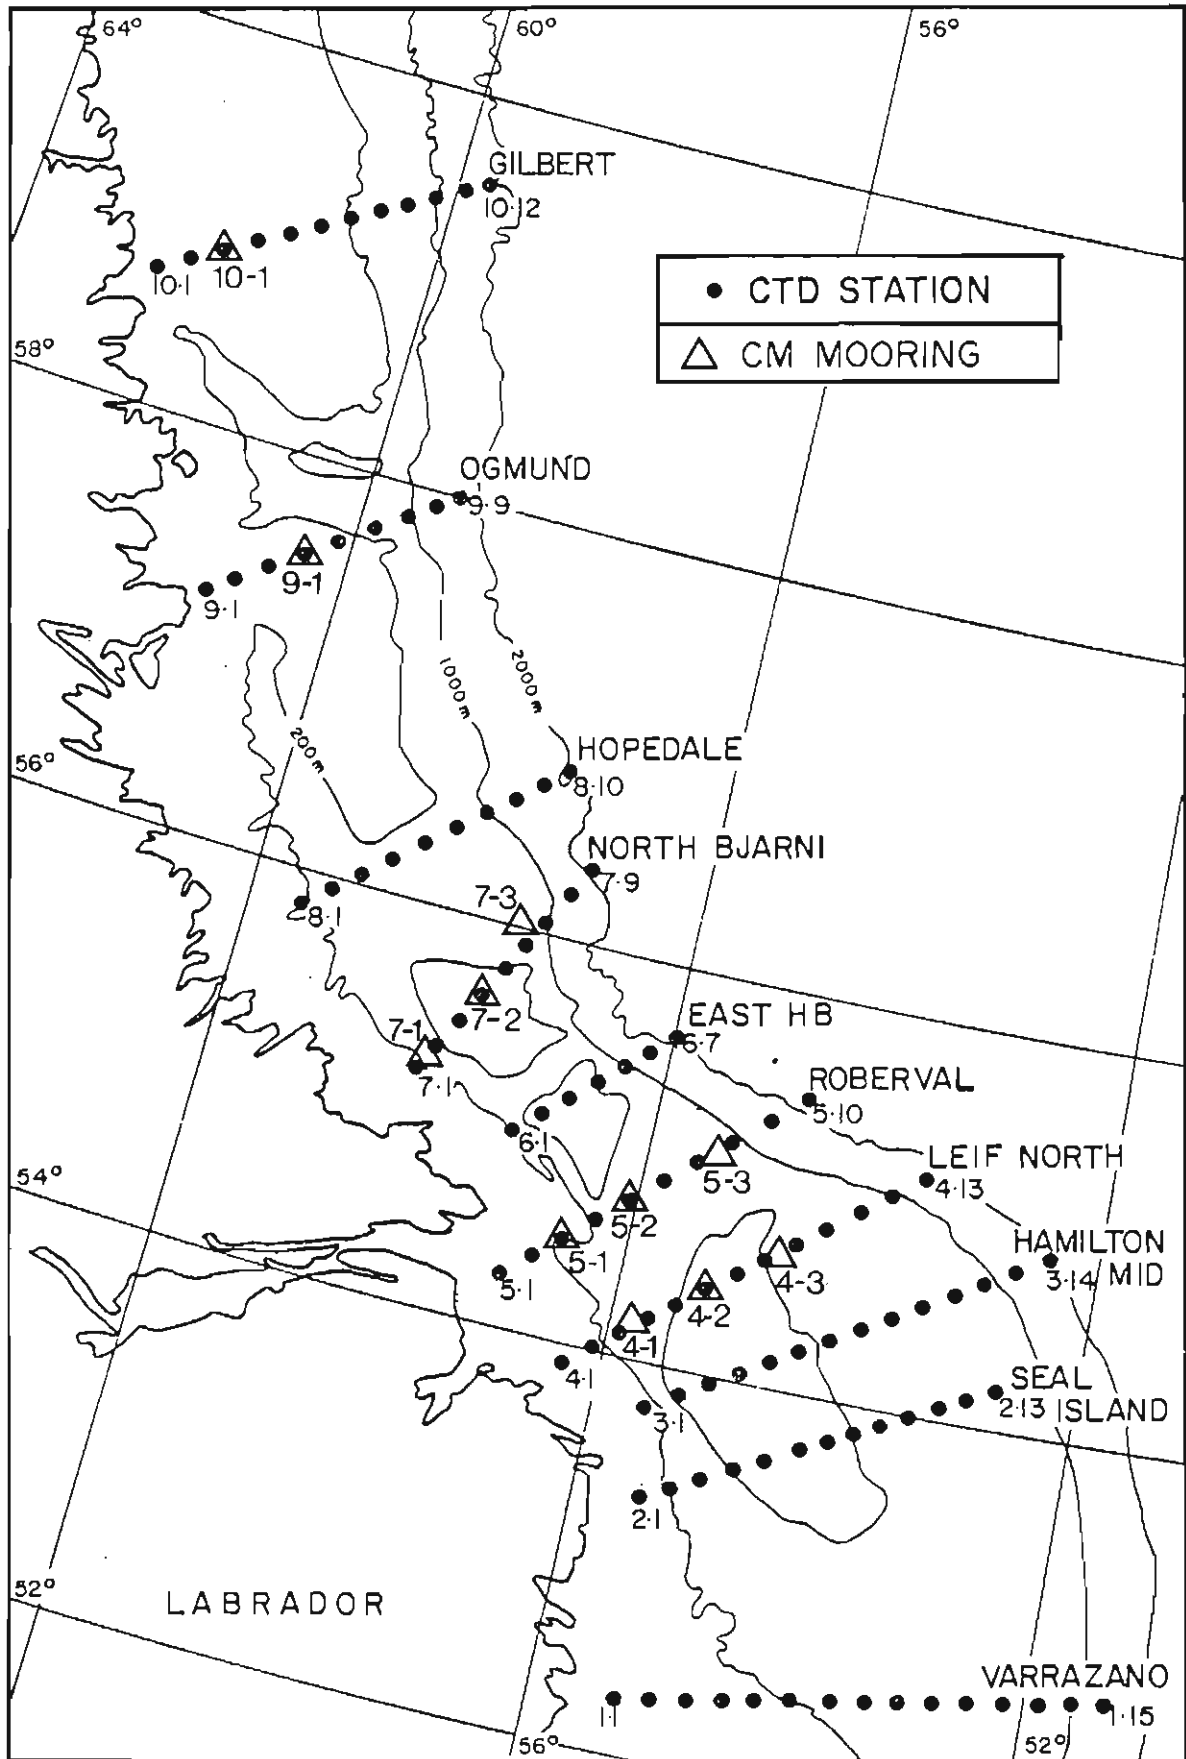 64°
60°
56°
GILBERT
10·12
10·1
10-1
CTD STATION
CM MOORING
58°
OGMUND
9·9
9-1
9·1
1000m
2000m
200m
HOPEDALE
8·10
56°
NORTH BJARNI
7·9
7-3
8·1
7-2
7-1
7·1
EAST HB
6·7
ROBERVAL
5·10
6·1
5-3
LEIF NORTH
4·13
54°
5-2
5-1
5·1
HAMILTON
MID
3·14
4-3
4-2
4-1
4·1
3·1
SEAL
ISLAND
2·13
2·1
52°
LABRADOR
VARRAZANO
1·1
1·15
56°
52°